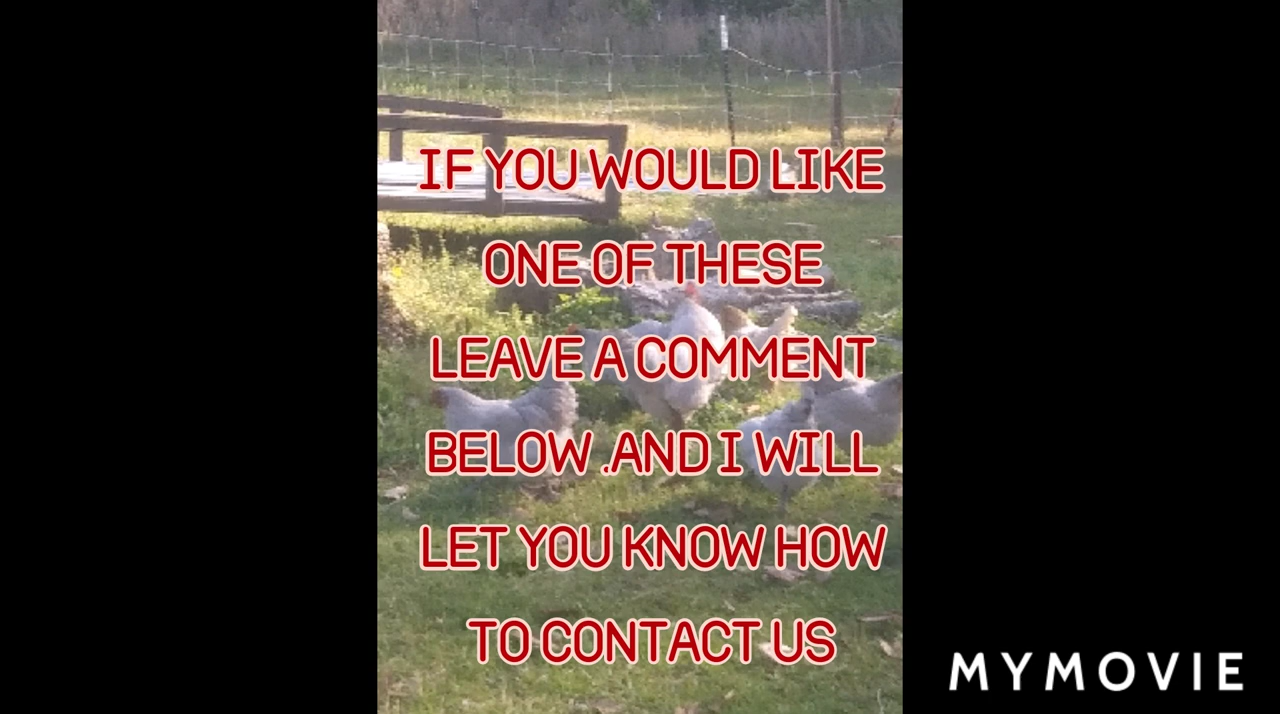 IF YOU WOULD LIKE
ONE OF THESE
LEAVE A COMMENT
BELOW .AND I WILL
LET YOU KNOW HOW
TO CONTACT US
MYMOVIE